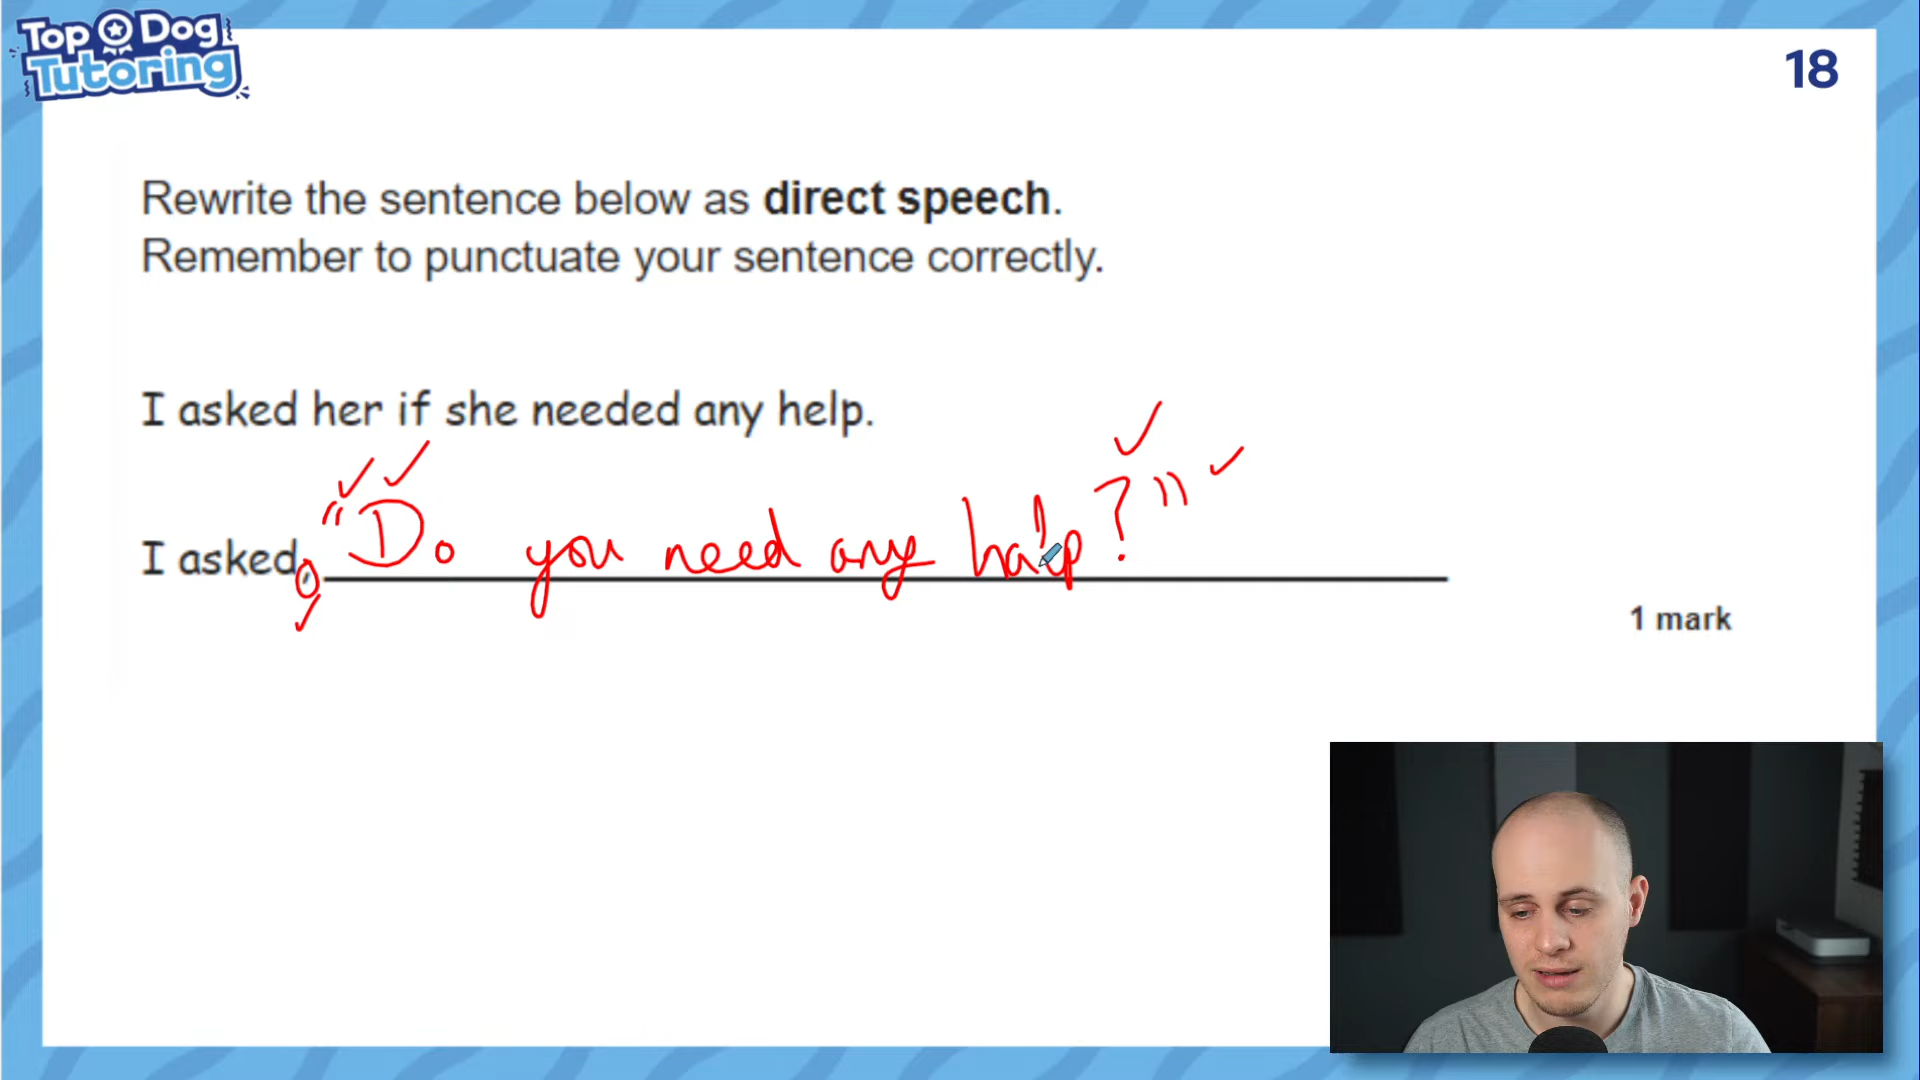 Top Dog
Tutoring
18
Rewrite the sentence below as direct speech.
Remember to punctuate your sentence correctly.
I asked her if she needed any help.
I asked, "Do you need any help?"
1 mark